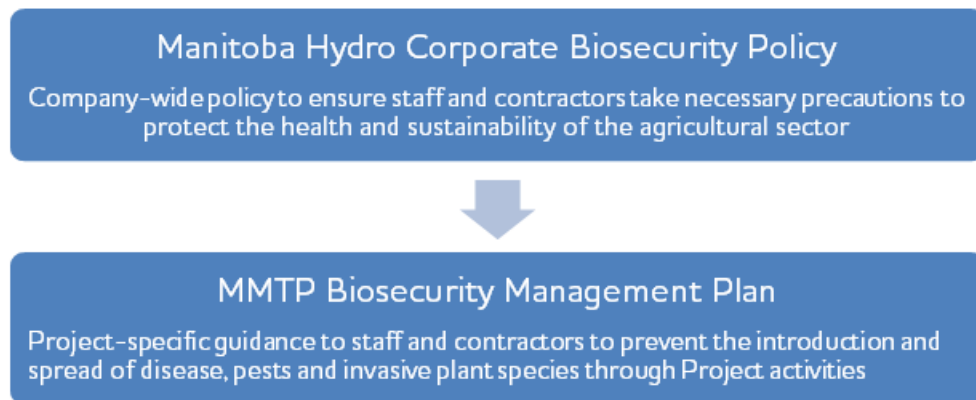 Manitoba Hydro Corporate Biosecurity Policy
Company-wide policy to ensure staff and contractors take necessary precautions to
protect the health and sustainability of the agricultural sector
MMTP Biosecurity Management Plan
Project-specific guidance to staff and contractors to prevent the introduction and
spread of disease, pests and invasive plant species through Project activities